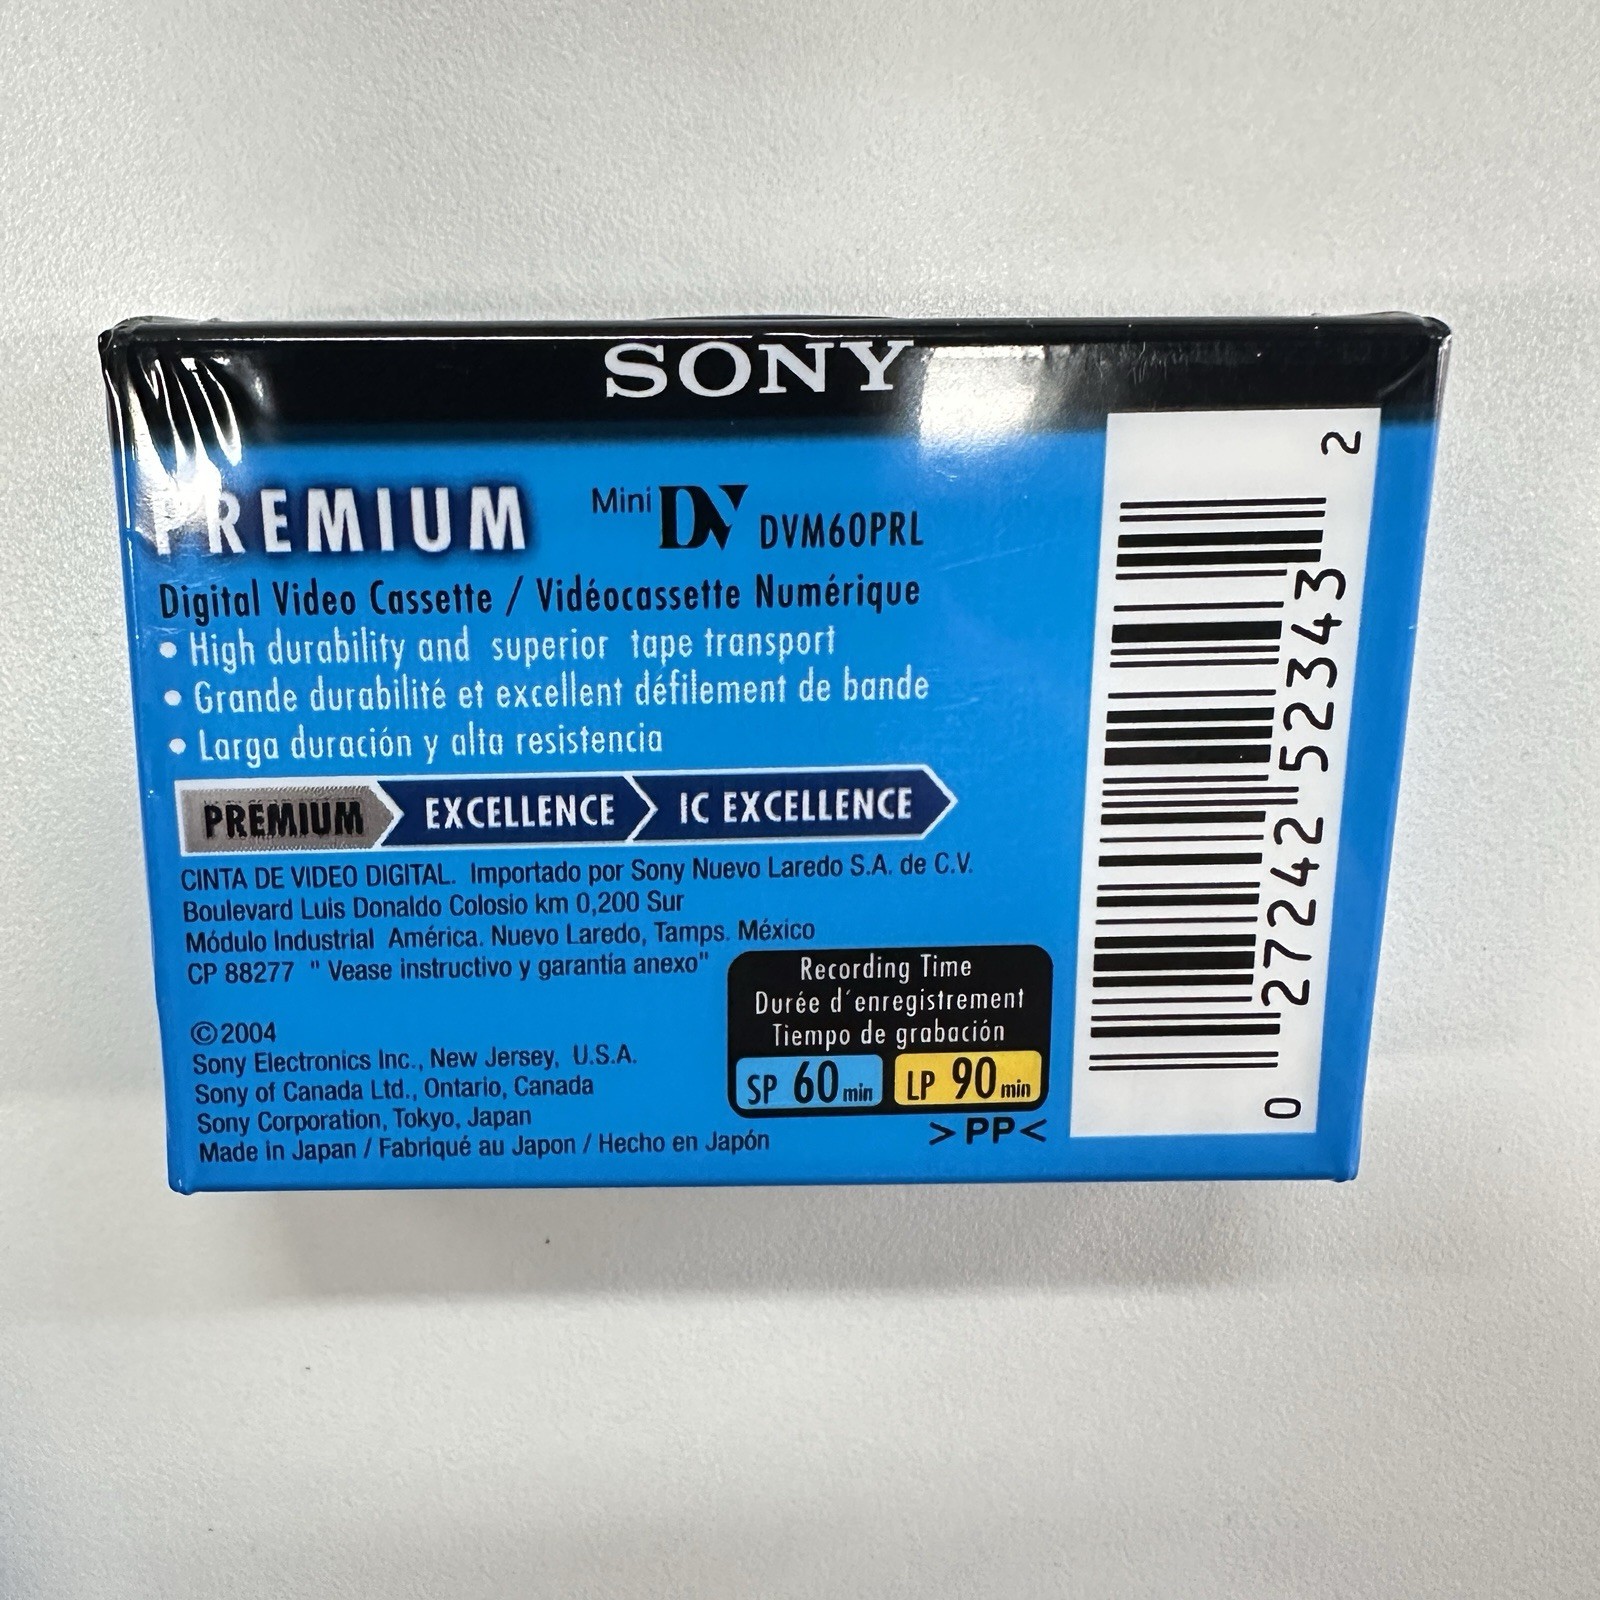 SONY
PREMIUM
Mini DV DVM60PRL
Digital Video Cassette / Vidéocassette Numérique
• High durability and superior tape transport
• Grande durabilité et excellent défilement de bande
• Larga duración y alta resistencia
PREMIUM EXCELLENCE IC EXCELLENCE
CINTA DE VIDEO DIGITAL. Importado por Sony Nuevo Laredo S.A. de C.V.
Boulevard Luis Donaldo Colosio km 0,200 Sur
Módulo Industrial América. Nuevo Laredo, Tamps. México
CP 88277 " Vease instructivo y garantía anexo"
©2004
Sony Electronics Inc., New Jersey, U.S.A.
Sony of Canada Ltd., Ontario, Canada
Sony Corporation, Tokyo, Japan
Made in Japan / Fabriqué au Japon / Hecho en Japón
Recording Time
Durée d'enregistrement
Tiempo de grabación
SP 60 min LP 90 min
>PP<
0 27242 52343 2